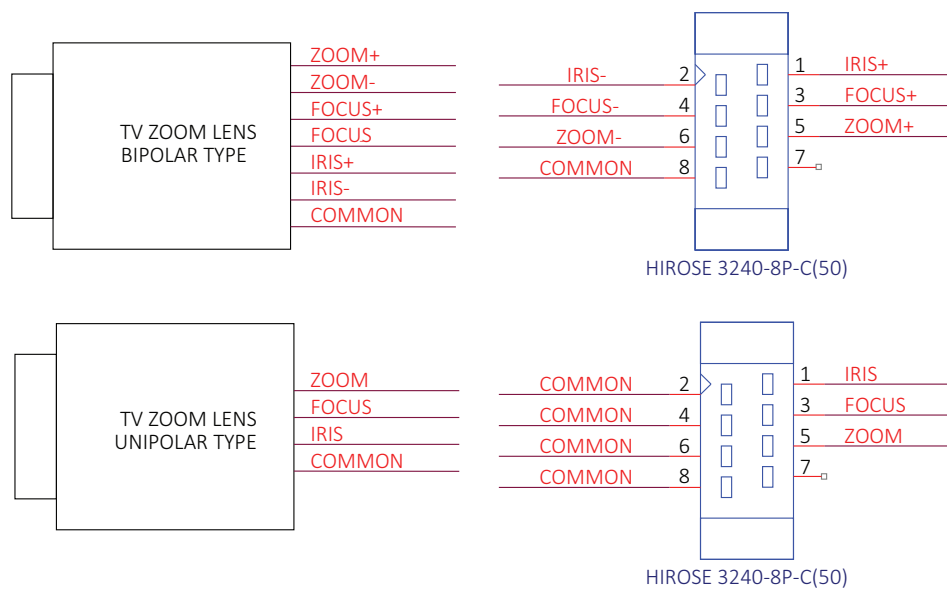 ZOOM+
ZOOM-
FOCUS+
FOCUS
IRIS+
IRIS-
COMMON
TV ZOOM LENS
BIPOLAR TYPE
IRIS- 2 1 IRIS+
FOCUS- 4 3 FOCUS+
ZOOM- 6 5 ZOOM+
COMMON 8 7
HIROSE 3240-8P-C(50)
ZOOM
FOCUS
IRIS
COMMON
TV ZOOM LENS
UNIPOLAR TYPE
COMMON 2 1 IRIS
COMMON 4 3 FOCUS
COMMON 6 5 ZOOM
COMMON 8 7
HIROSE 3240-8P-C(50)